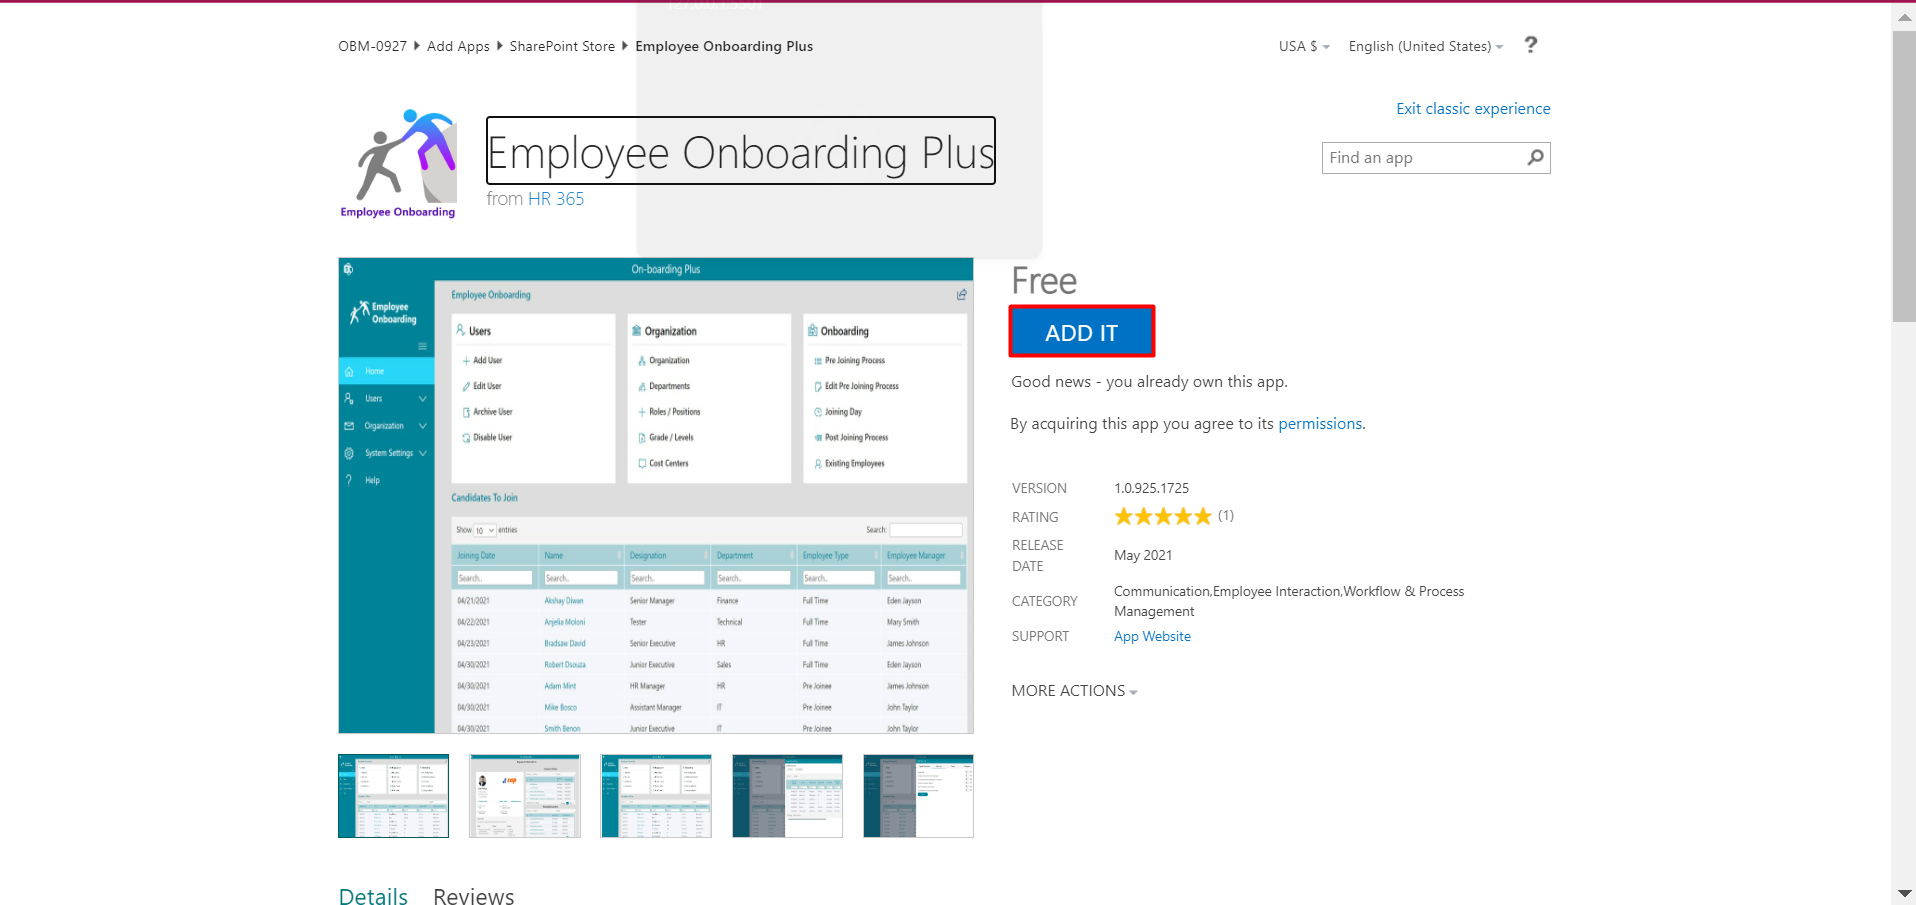 127.0.0.1:5501
OBM-0927 Add Apps SharePoint Store Employee Onboarding Plus
USA $ English (United States) ?
Exit classic experience
Find an app
Employee Onboarding
Employee Onboarding Plus
from HR 365
On-boarding Plus
Employee
Onboarding
Home
Users
Organization
System Settings
? Help
Employee Onboarding
Users
Add User
Edit User
Archive User
Disable User
Organization
Organization
Departments
Roles / Positions
Grade / Levels
Cost Centers
Onboarding
Pre Joining Process
Edit Pre Joining Process
Joining Day
Post Joining Process
Existing Employees
Candidates To Join
Show 10 entries Search:
Joining Date Name Designation Department Employee Type Employee Manager
Search.. Search.. Search.. Search.. Search.. Search..
04/21/2021 Akshay Diwan Senior Manager Finance Full Time Eden Jayson
04/22/2021 Anjelia Moloni Tester Technical Full Time Mary Smith
04/23/2021 Bradsaw David Senior Executive HR Full Time James Johnson
04/30/2021 Robert Dsouza Junior Executive Sales Full Time Eden Jayson
04/30/2021 Adam Mint HR Manager HR Pre Joinee James Johnson
04/30/2021 Mike Bosco Assistant Manager IT Pre Joinee John Taylor
04/30/2021 Smith Benon Junior Executive IT Pre Joinee John Taylor
Free
ADD IT
Good news - you already own this app.
By acquiring this app you agree to its permissions.
VERSION 1.0.925.1725
RATING (1)
RELEASE
DATE May 2021
CATEGORY Communication,Employee Interaction,Workflow & Process
Management
SUPPORT App Website
MORE ACTIONS
Details Reviews